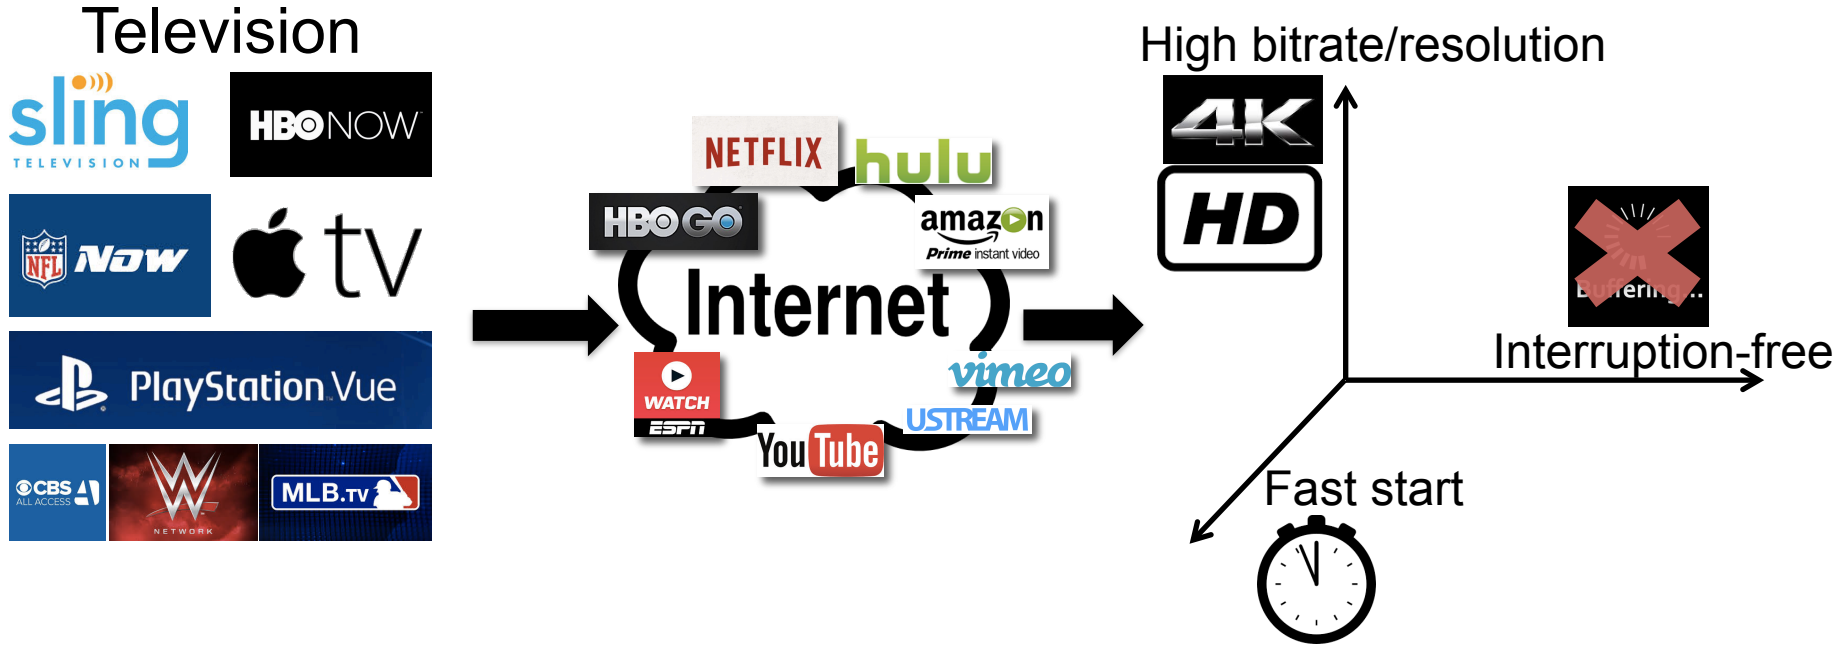 Television
sling
TELEVISION
HBO NOW
NFL NOW
tv
PlayStation Vue
CBS
ALL ACCESS
W
NETWORK
MLB.TV
NETFLIX
hulu
HBO GO
amazon
Prime instant video
Internet
WATCH
ESPN
vimeo
USTREAM
YouTube
High bitrate/resolution
4K
HD
Buffering...
Interruption-free
Fast start